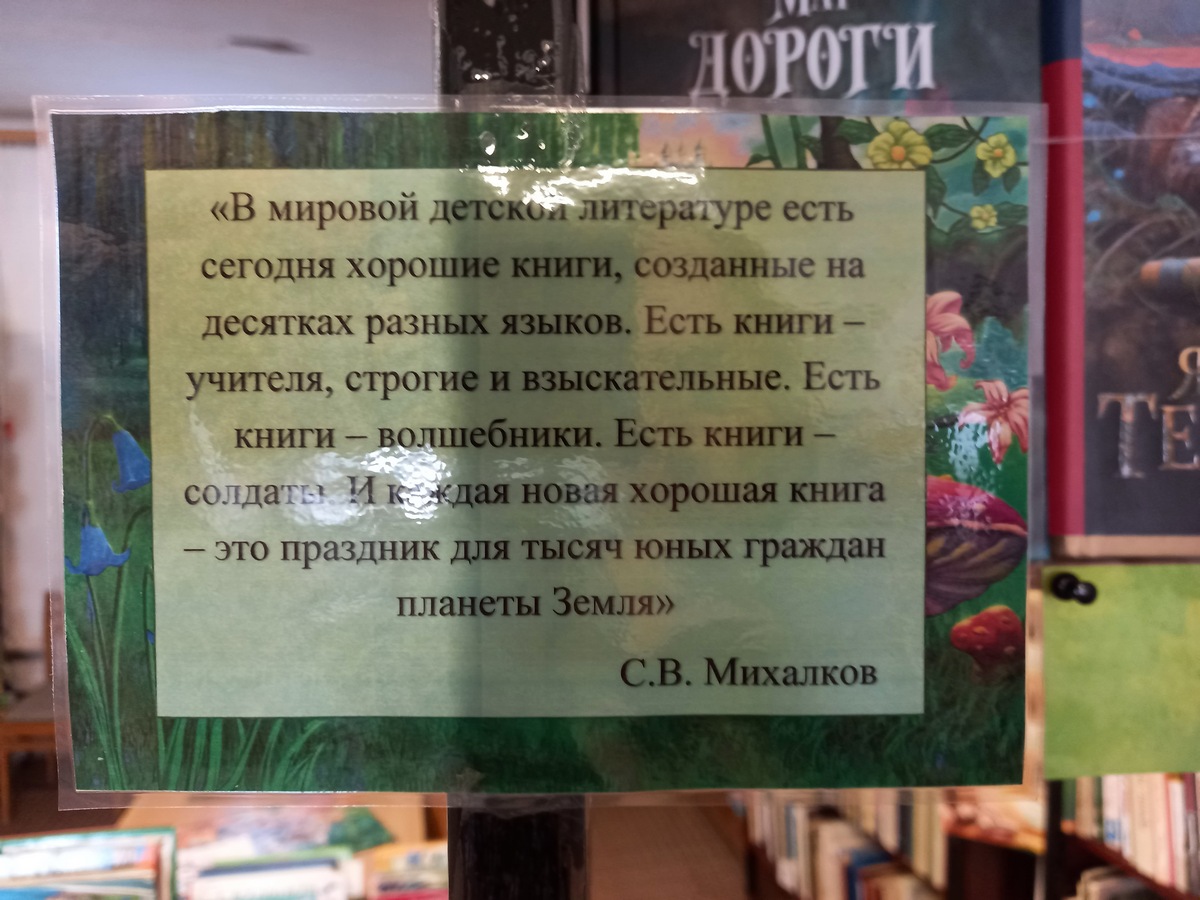 ДОРОГИ
«В мировой детской литературе есть
сегодня хорошие книги, созданные на
десятках разных языков. Есть книги –
учителя, строгие и взыскательные. Есть
книги – волшебники. Есть книги –
солдаты. И каждая новая хорошая книга
– это праздник для тысяч юных граждан
планеты Земля»
С.В. Михалков